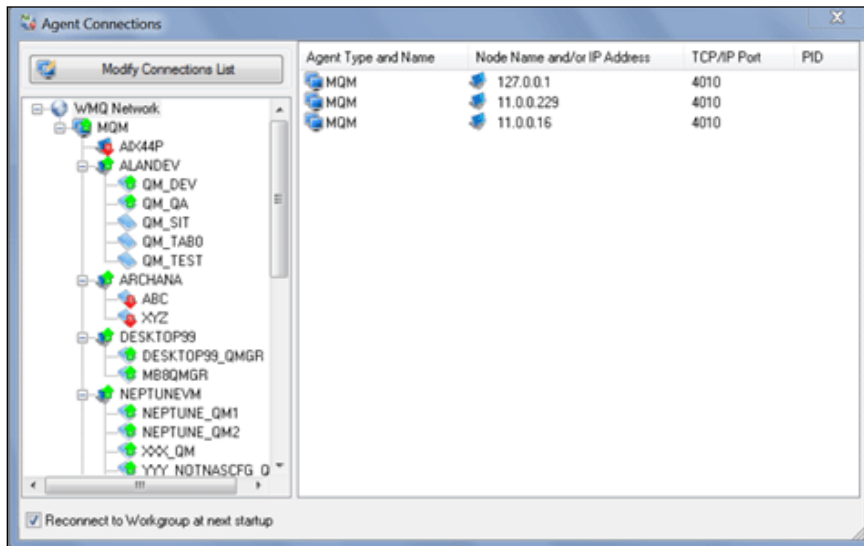 Agent Connections
Modify Connections List
WMQ Network
MQM
AIX44P
ALANDEV
QM_DEV
QM_QA
QM_SIT
QM_TAB0
QM_TEST
ARCHANA
ABC
XYZ
DESKTOP99
DESKTOP99_QMGR
MB8QMGR
NEPTUNEVM
NEPTUNE_QM1
NEPTUNE_QM2
XXX_QM
YYY_NOTNASCFG_Q
Agent Type and Name Node Name and/or IP Address TCP/IP Port PID
MQM 127.0.0.1 4010
MQM 11.0.0.229 4010
MQM 11.0.0.16 4010
Reconnect to Workgroup at next startup